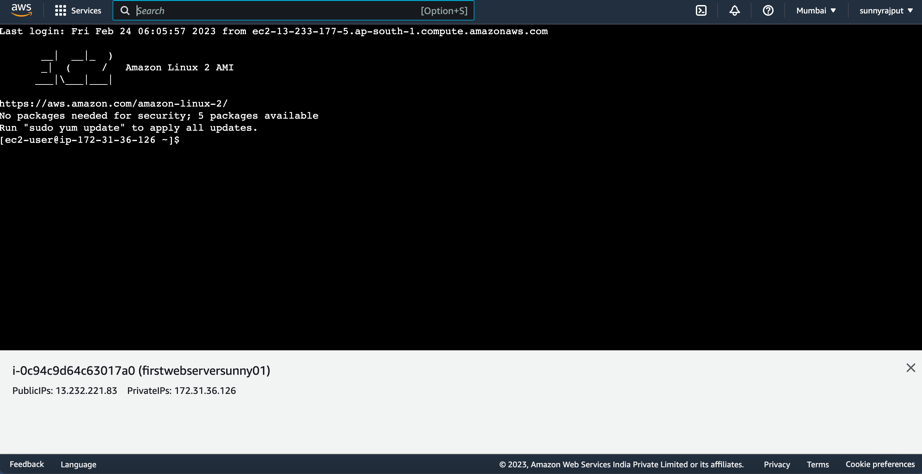 aws
Services
Search
[Option+S]
Mumbai ▼
sunnyrajput ▼
Last login: Fri Feb 24 06:05:57 2023 from ec2-13-233-177-5.ap-south-1.compute.amazonaws.com
__|  __|_  )
_|  (     /   Amazon Linux 2 AMI
___|\___|___|
https://aws.amazon.com/amazon-linux-2/
No packages needed for security; 5 packages available
Run "sudo yum update" to apply all updates.
[ec2-user@ip-172-31-36-126 ~]$
i-0c94c9d64c63017a0 (firstwebserversunny01)
PublicIPs: 13.232.221.83 PrivateIPs: 172.31.36.126
Feedback Language © 2023, Amazon Web Services India Private Limited or its affiliates. Privacy Terms Cookie preferences